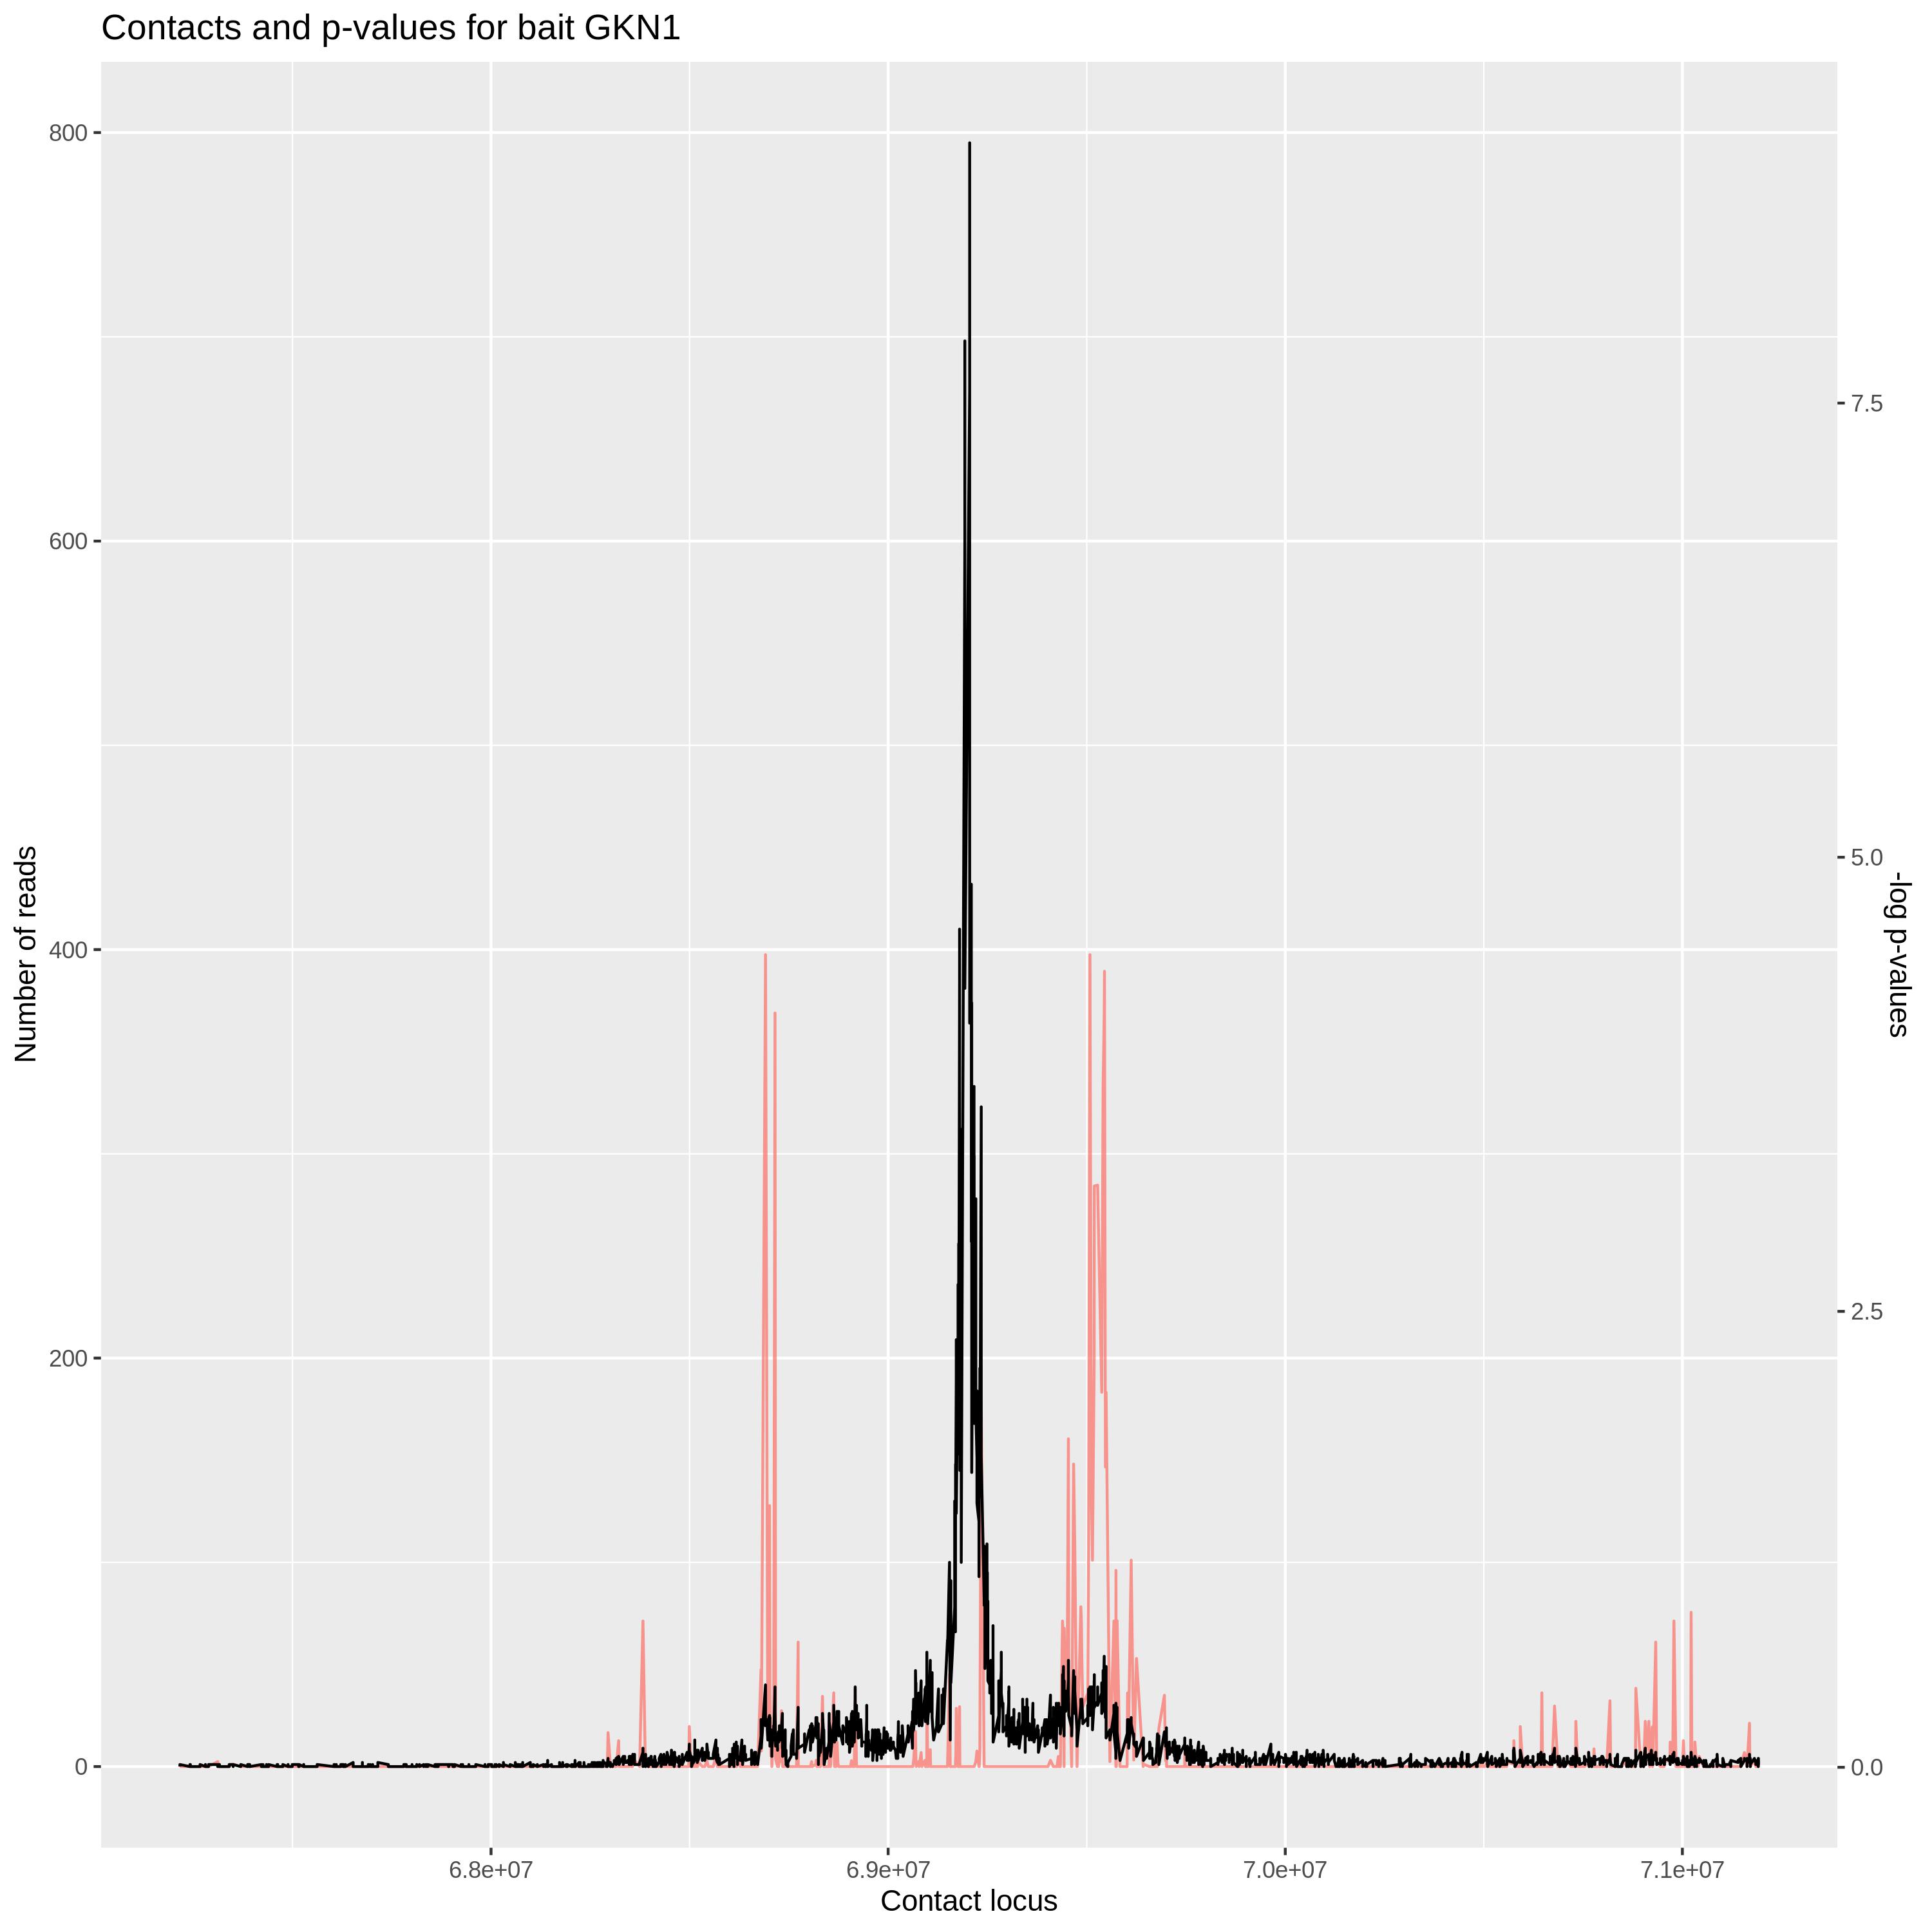 Contacts and p-values for bait GKN1
800
600
400
200
0
Number of reads
7.5
5.0
2.5
0.0
-log p-values
6.8e+07
6.9e+07
7.0e+07
7.1e+07
Contact locus